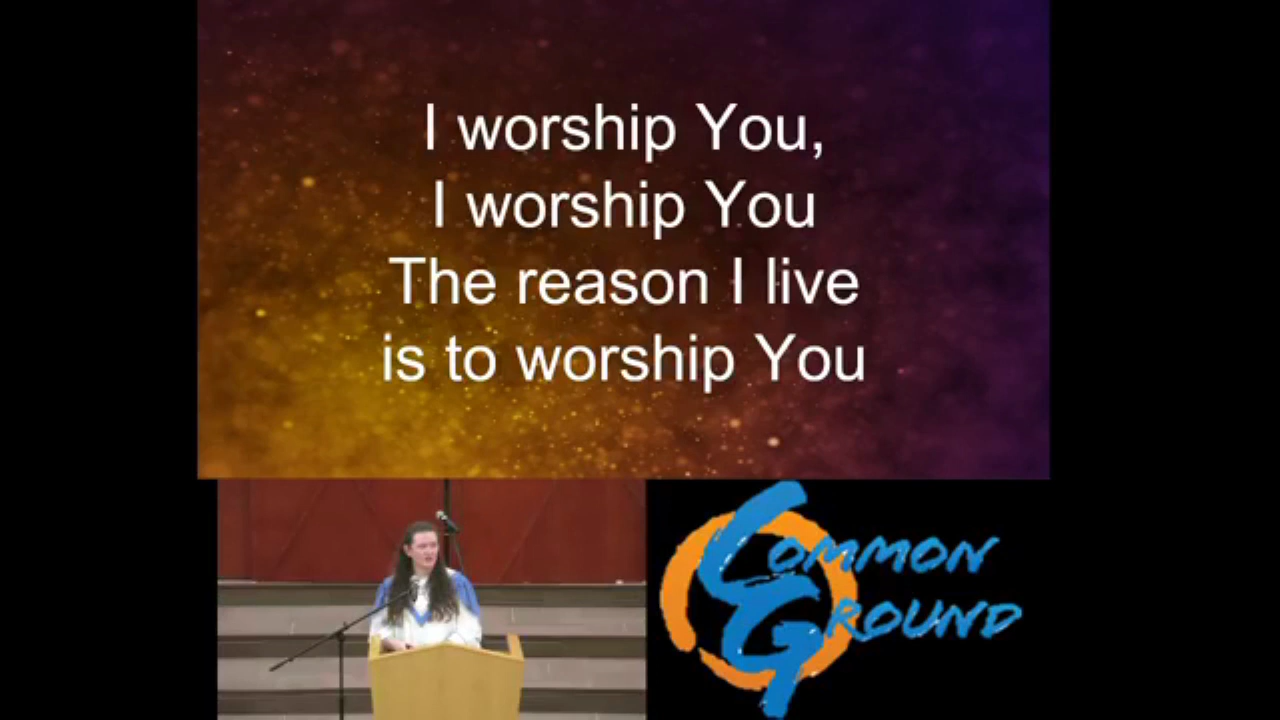 I worship You,
I worship You
The reason I live
is to worship You
COMMON
GROUND